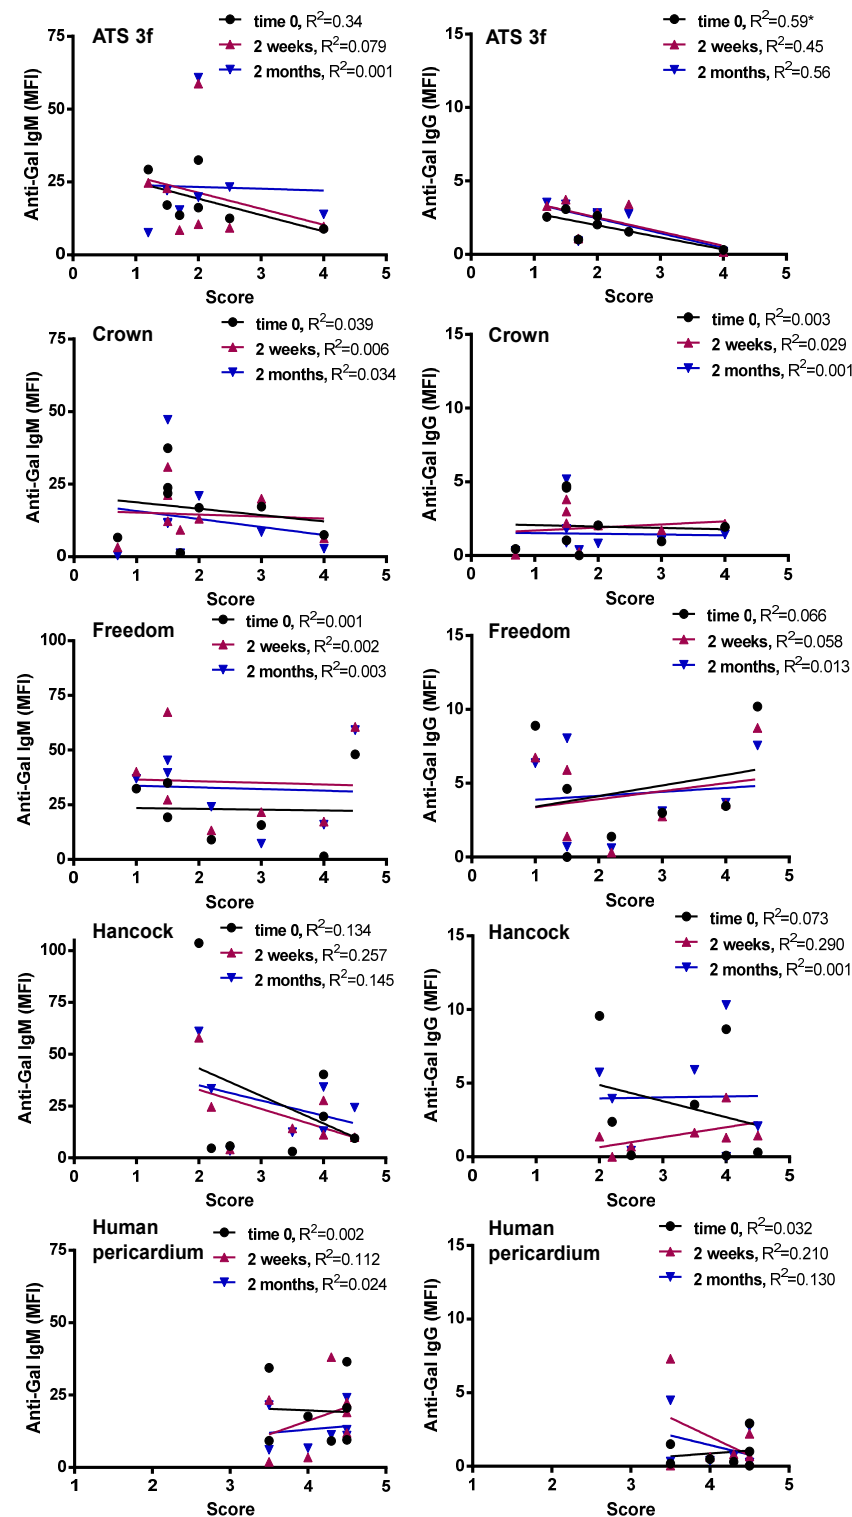 ATS 3f
time 0, R2=0.34
2 weeks, R2=0.079
2 months, R2=0.001
Anti-Gal IgM (MFI)
75
50
25
0
0 1 2 3 4 5
Score
ATS 3f
time 0, R2=0.59*
2 weeks, R2=0.45
2 months, R2=0.56
Anti-Gal IgG (MFI)
15
10
5
0
0 1 2 3 4 5
Score
Crown
time 0, R2=0.039
2 weeks, R2=0.006
2 months, R2=0.034
Anti-Gal IgM (MFI)
75
50
25
0
0 1 2 3 4 5
Score
Crown
time 0, R2=0.003
2 weeks, R2=0.029
2 months, R2=0.001
Anti-Gal IgG (MFI)
15
10
5
0
0 1 2 3 4 5
Score
Freedom
time 0, R2=0.001
2 weeks, R2=0.002
2 months, R2=0.003
Anti-Gal IgM (MFI)
100
75
50
25
0
0 1 2 3 4 5
Score
Freedom
time 0, R2=0.066
2 weeks, R2=0.058
2 months, R2=0.013
Anti-Gal IgG (MFI)
15
10
5
0
0 1 2 3 4 5
Score
Hancock
time 0, R2=0.134
2 weeks, R2=0.257
2 months, R2=0.145
Anti-Gal IgM (MFI)
100
75
50
25
0
0 1 2 3 4 5
Score
Hancock
time 0, R2=0.073
2 weeks, R2=0.290
2 months, R2=0.001
Anti-Gal IgG (MFI)
15
10
5
0
0 1 2 3 4 5
Score
Human
pericardium
time 0, R2=0.002
2 weeks, R2=0.112
2 months, R2=0.024
Anti-Gal IgM (MFI)
75
50
25
0
1 2 3 4 5
Score
Human
pericardium
time 0, R2=0.032
2 weeks, R2=0.210
2 months, R2=0.130
Anti-Gal IgG (MFI)
15
10
5
0
1 2 3 4 5
Score